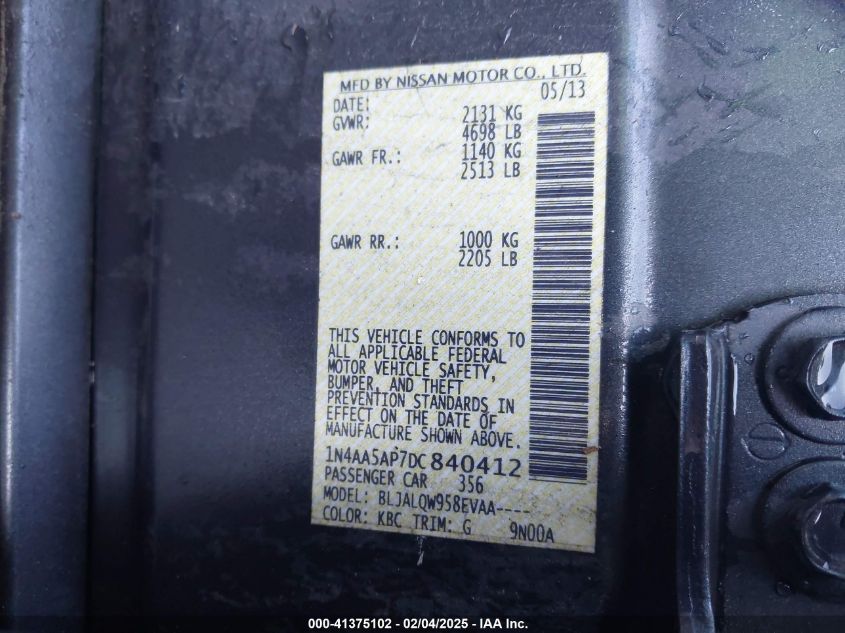 MFD BY NISSAN MOTOR CO., LTD.
DATE: 05/13
GVWR: 2131 KG
4698 LB
GAWR FR.: 1140 KG
2513 LB
GAWR RR.: 1000 KG
2205 LB
THIS VEHICLE CONFORMS TO
ALL APPLICABLE FEDERAL
MOTOR VEHICLE SAFETY,
BUMPER, AND THEFT
PREVENTION STANDARDS IN
EFFECT ON THE DATE OF
MANUFACTURE SHOWN ABOVE.
1N4AA5AP7DC840412
PASSENGER CAR 356
MODEL: BLJALQW958EVAA----
COLOR: KBC TRIM: G 9N00A
000-41375102 - 02/04/2025 - IAA Inc.